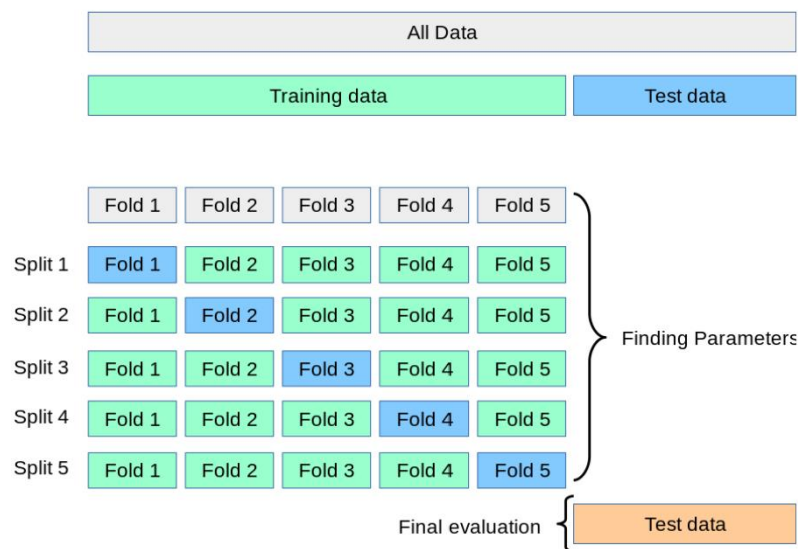 All Data
Training data Test data
Fold 1 Fold 2 Fold 3 Fold 4 Fold 5
Split 1 Fold 1 Fold 2 Fold 3 Fold 4 Fold 5
Split 2 Fold 1 Fold 2 Fold 3 Fold 4 Fold 5
Finding Parameters
Split 3 Fold 1 Fold 2 Fold 3 Fold 4 Fold 5
Split 4 Fold 1 Fold 2 Fold 3 Fold 4 Fold 5
Split 5 Fold 1 Fold 2 Fold 3 Fold 4 Fold 5
Final evaluation Test data